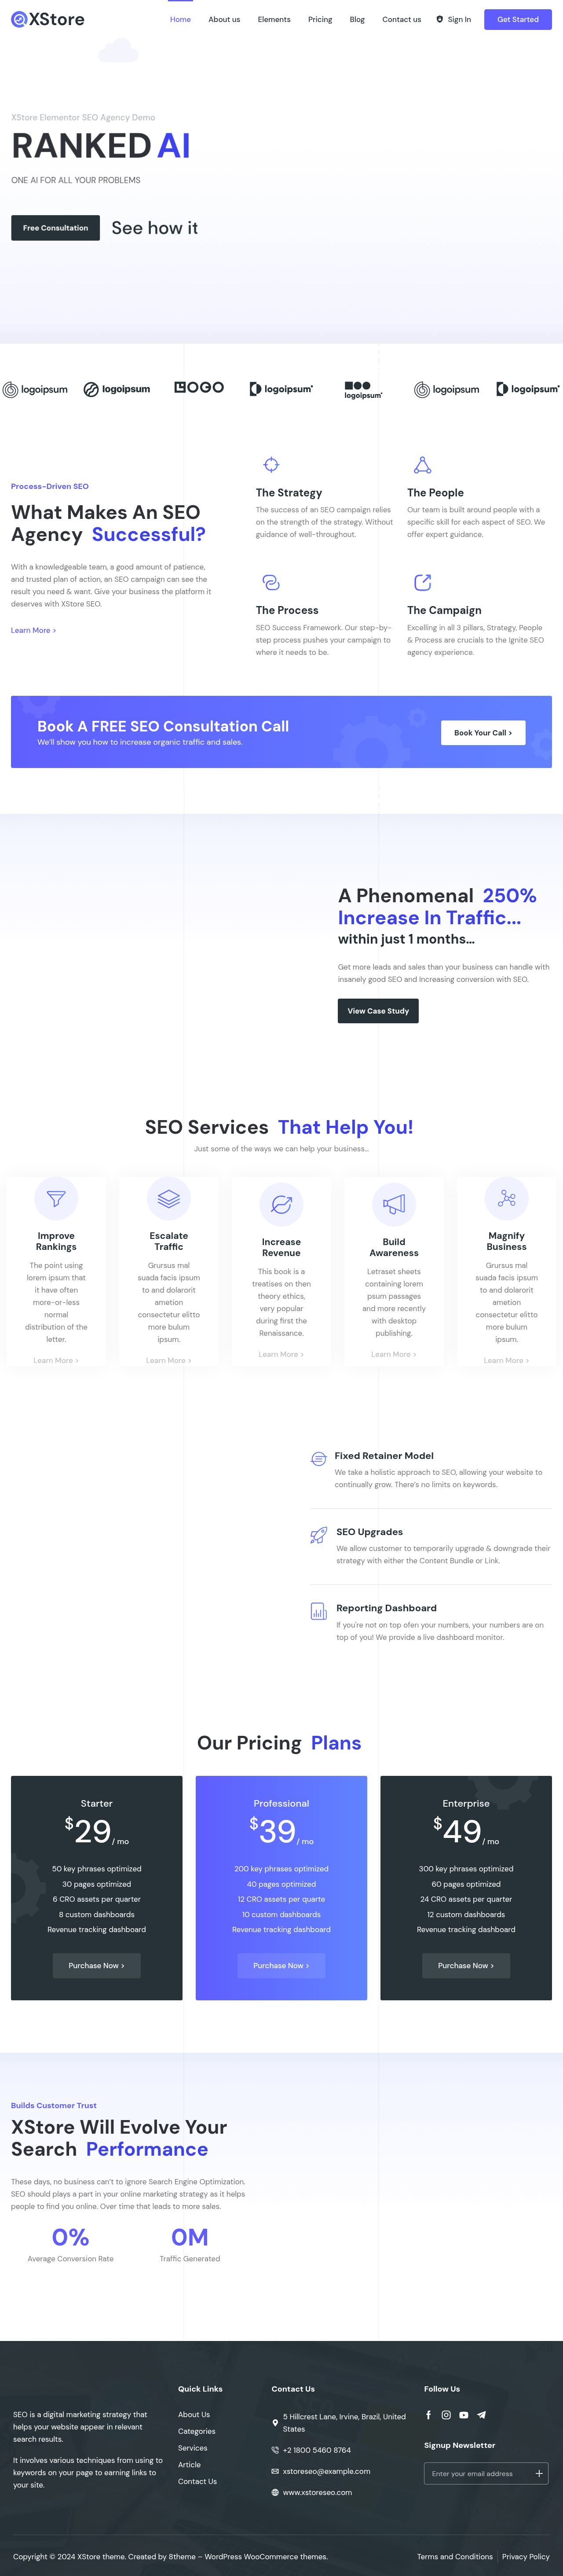 XStore
Home
About us
Elements
Pricing
Blog
Contact us
Sign In
Get Started
XStore Elementor SEO Agency Demo
RANKED AI
ONE AI FOR ALL YOUR PROBLEMS
Free Consultation
See how it
logoipsum
logoipsum
LOGO
logoipsum
logoipsum
logoipsum
logoipsum
Process-Driven SEO
What Makes An SEO
Agency Successful?
With a knowledgeable team, a good amount of patience,
and trusted plan of action, an SEO campaign can see the
result you need & want. Give your business the platform it
deserves with XStore SEO.
Learn More >
The Strategy
The success of an SEO campaign relies
on the strength of the strategy. Without
guidance of well-throughout.
The People
Our team is built around people with a
specific skill for each aspect of SEO. We
offer expert guidance.
The Process
SEO Success Framework. Our step-by-
step process pushes your campaign to
where it needs to be.
The Campaign
Excelling in all 3 pillars, Strategy, People
& Process are crucials to the Ignite SEO
agency experience.
Book A FREE SEO Consultation Call
We'll show you how to increase organic traffic and sales.
Book Your Call >
A Phenomenal 250%
Increase In Traffic...
within just 1 months...
Get more leads and sales than your business can handle with
insanely good SEO and Increasing conversion with SEO.
View Case Study
SEO Services That Help You!
Just some of the ways we can help your business...
Improve
Rankings
The point using
lorem ipsum that
it have often
more-or-less
normal
distribution of the
letter.
Learn More >
Escalate
Traffic
Grursus mal
suada facis ipsum
to and dolarorit
ametion
consectetur elitto
more bulum
ipsum.
Learn More >
Increase
Revenue
This book is a
treatises on then
theory ethics,
very popular
during first the
Renaissance.
Learn More >
Build
Awareness
Letraset sheets
containing lorem
psum passages
and more recently
with desktop
publishing.
Learn More >
Magnify
Business
Grursus mal
suada facis ipsum
to and dolarorit
ametion
consectetur elitto
more bulum
ipsum.
Learn More >
Fixed Retainer Model
We take a holistic approach to SEO, allowing your website to
continually grow. There's no limits on keywords.
SEO Upgrades
We allow customer to temporarily upgrade & downgrade their
strategy with either the Content Bundle or Link.
Reporting Dashboard
If you're not on top ofen your numbers, your numbers are on
top of you! We provide a live dashboard monitor.
Our Pricing Plans
Starter
$29/ mo
50 key phrases optimized
30 pages optimized
6 CRO assets per quarter
8 custom dashboards
Revenue tracking dashboard
Purchase Now >
Professional
$39/ mo
200 key phrases optimized
40 pages optimized
12 CRO assets per quarte
10 custom dashboards
Revenue tracking dashboard
Purchase Now >
Enterprise
$49/ mo
300 key phrases optimized
60 pages optimized
24 CRO assets per quarter
12 custom dashboards
Revenue tracking dashboard
Purchase Now >
Builds Customer Trust
XStore Will Evolve Your
Search Performance
These days, no business can't to ignore Search Engine Optimization.
SEO should plays a part in your online marketing strategy as it helps
people to find you online. Over time that leads to more sales.
0%
Average Conversion Rate
0M
Traffic Generated
SEO is a digital marketing strategy that
helps your website appear in relevant
search results.
It involves various techniques from using to
keywords on your page to earning links to
your site.
Quick Links
About Us
Categories
Services
Article
Contact Us
Contact Us
5 Hillcrest Lane, Irvine, Brazil, United
States
+2 1800 5460 8764
xstoreseo@example.com
www.xstoreseo.com
Follow Us
Signup Newsletter
Enter your email address
Copyright © 2024 XStore theme. Created by 8theme – WordPress WooCommerce themes.
Terms and Conditions
Privacy Policy